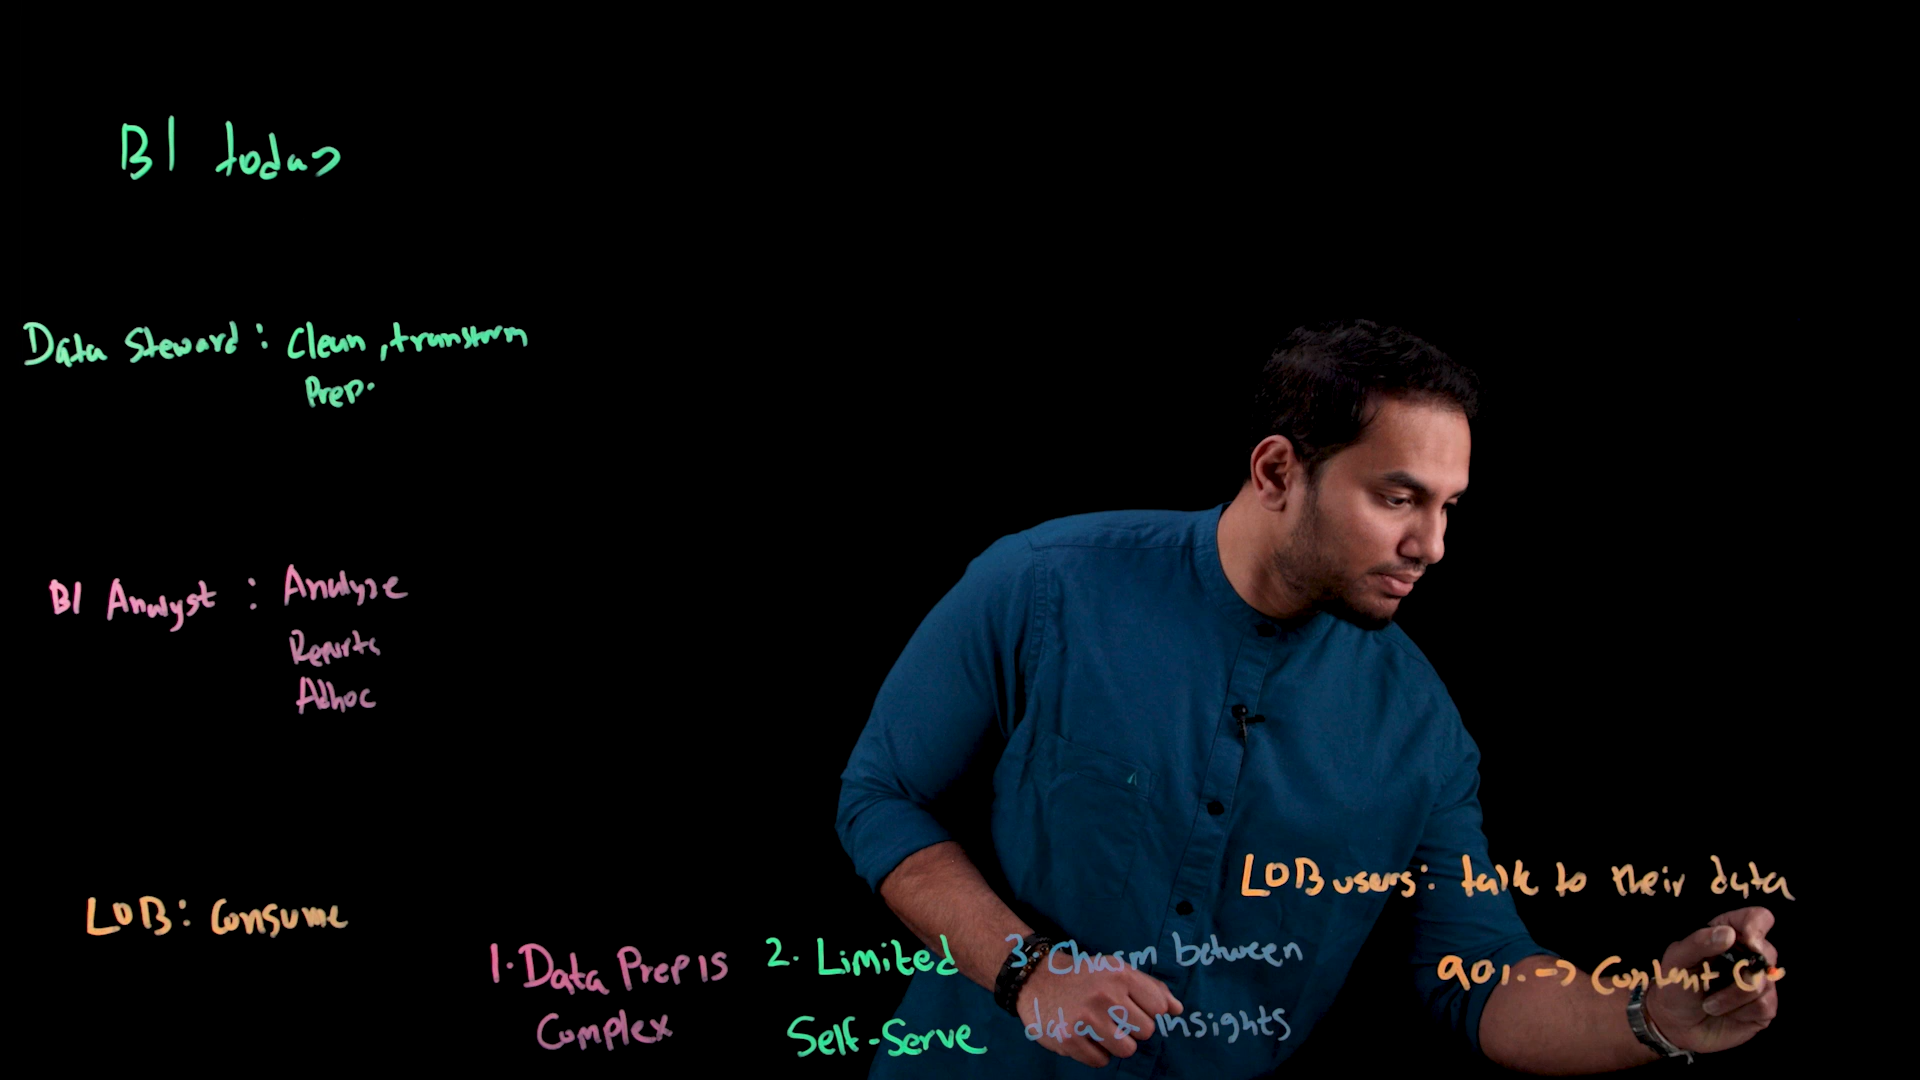 BI today
Data Steward: Clean, transform
Prep.
BI Analyst: Analyze
Reports
Adhoc
LOB: Consume
1. Data Prep is
Complex
2. Limited
Self-Serve
3. Chasm between
data & insights
LOB users: talk to their data
90% -> Content